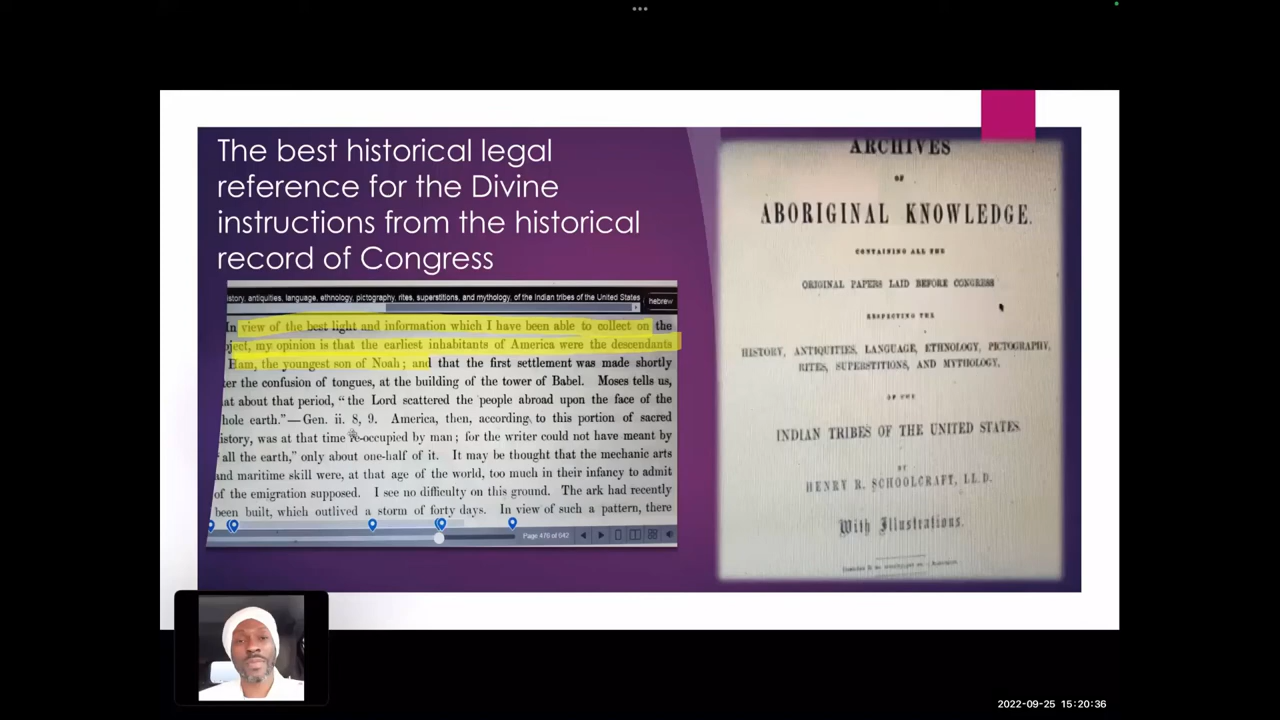 The best historical legal
reference for the Divine
instructions from the historical
record of Congress
istory, antiquities, language, ethnology, pictography, rites, superstitions, and mythology, of the Indian tribes of the United States
hebrew
In view of the best light and information which I have been able to collect on the
bject, my opinion is that the earliest inhabitants of America were the descendants
Ham, the youngest son of Noah; and that the first settlement was made shortly
ter the confusion of tongues, at the building of the tower of Babel. Moses tells us,
at about that period, “the Lord scattered the people abroad upon the face of the
hole earth.”—Gen. ii. 8, 9. America, then, according to this portion of sacred
istory, was at that time re-occupied by man; for the writer could not have meant by
“all the earth,” only about one-half of it. It may be thought that the mechanic arts
and maritime skill were, at that age of the world, too much in their infancy to admit
of the emigration supposed. I see no difficulty on this ground. The ark had recently
been built, which outlived a storm of forty days. In view of such a pattern, there
Page 476 of 642
ARCHIVES
OF
ABORIGINAL KNOWLEDGE.
CONTAINING ALL THE
ORIGINAL PAPERS LAID BEFORE CONGRESS
RESPECTING THE
HISTORY, ANTIQUITIES, LANGUAGE, ETHNOLOGY, PICTOGRAPHY,
RITES, SUPERSTITIONS, AND MYTHOLOGY,
OF THE
INDIAN TRIBES OF THE UNITED STATES
BY
HENRY R. SCHOOLCRAFT, LL.D.
With Illustrations.
2022-09-25 15:20:36